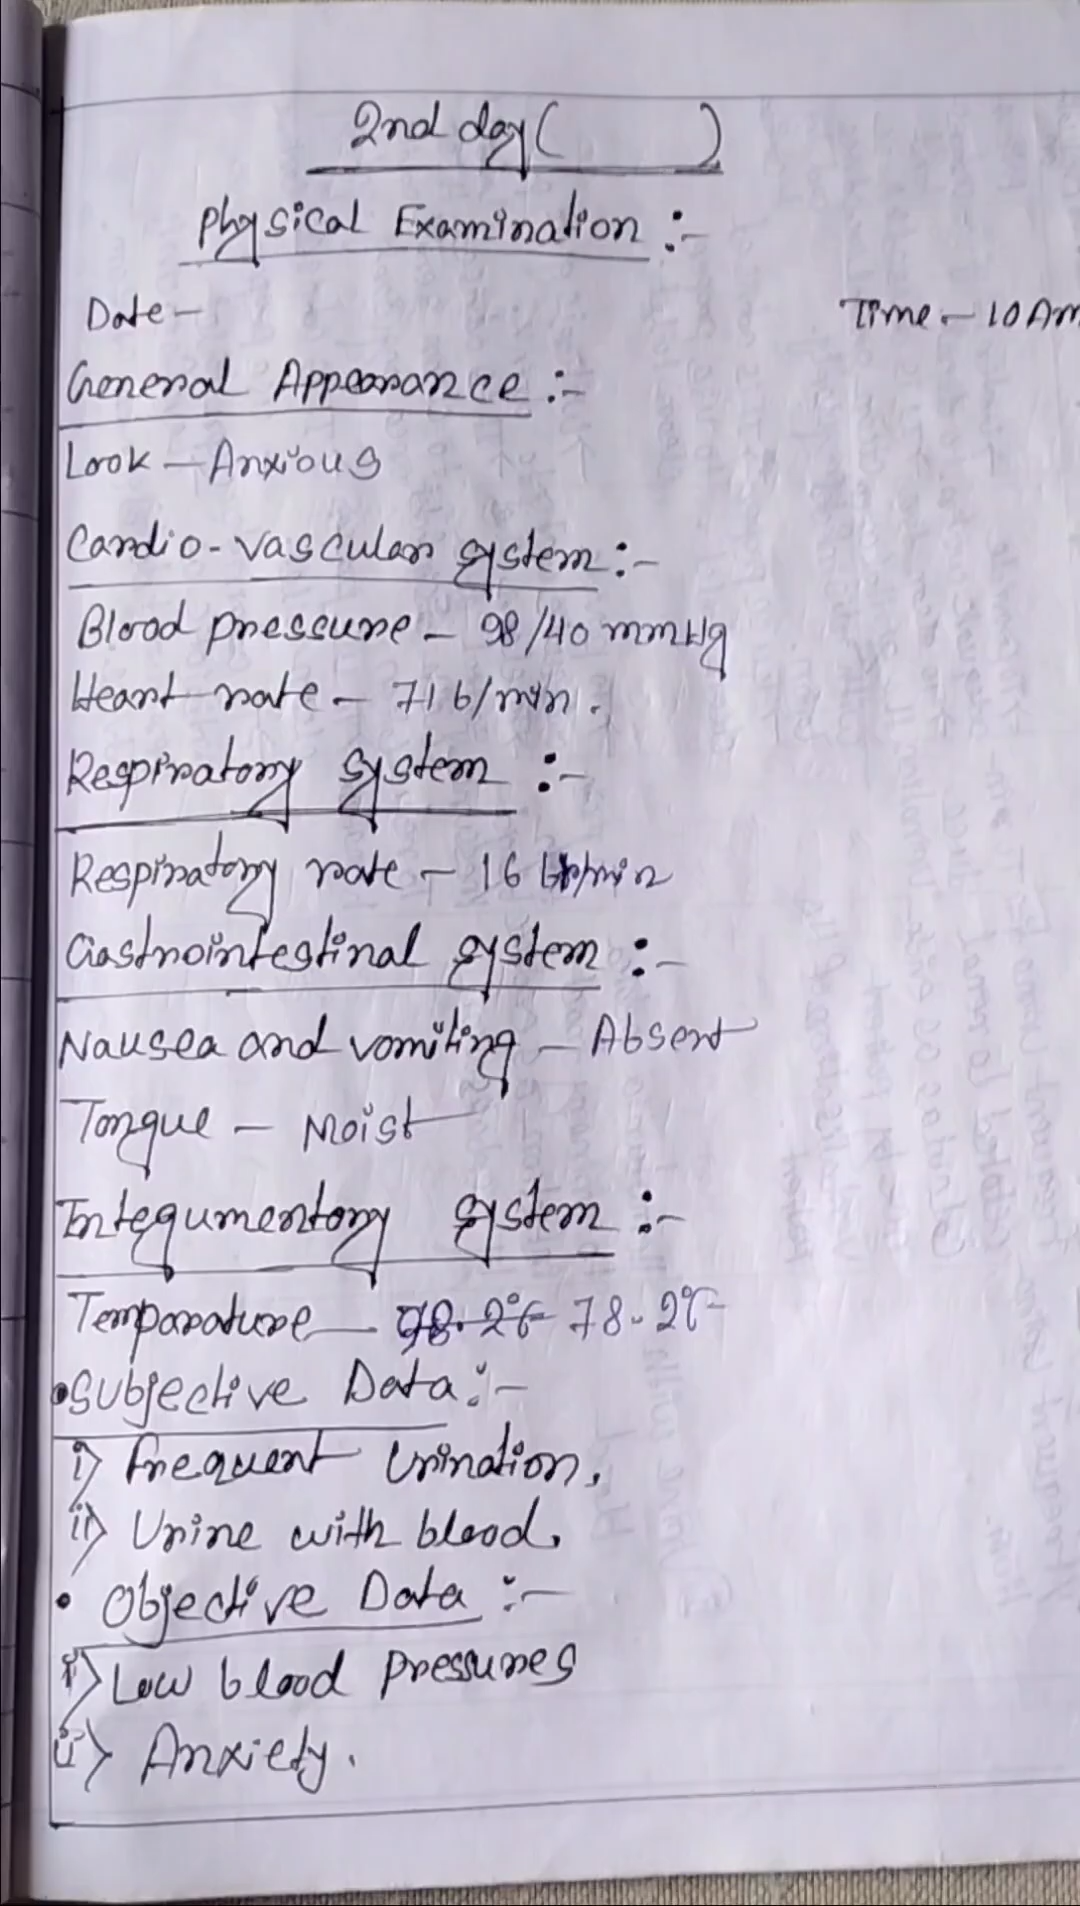 2nd day (          )
Physical Examination :-
Date -                    Time - 10 Am
General Appearance :-
Look - Anxious
Cardio-vascular system :-
Blood pressure - 98/40 mmHg
Heart rate - 71 b/min.
Respiratory system :-
Respiratory rate - 16 br/min
Gastrointestinal system :-
Nausea and vomiting - Absent
Tongue - Moist
Integumentory system :-
Temparature - 98.2°f 78.2°F
• Subjective Data :-
i) frequent Urination.
ii) Urine with blood.
• Objective Data :-
i) Low blood pressures
ii) Anxiety.